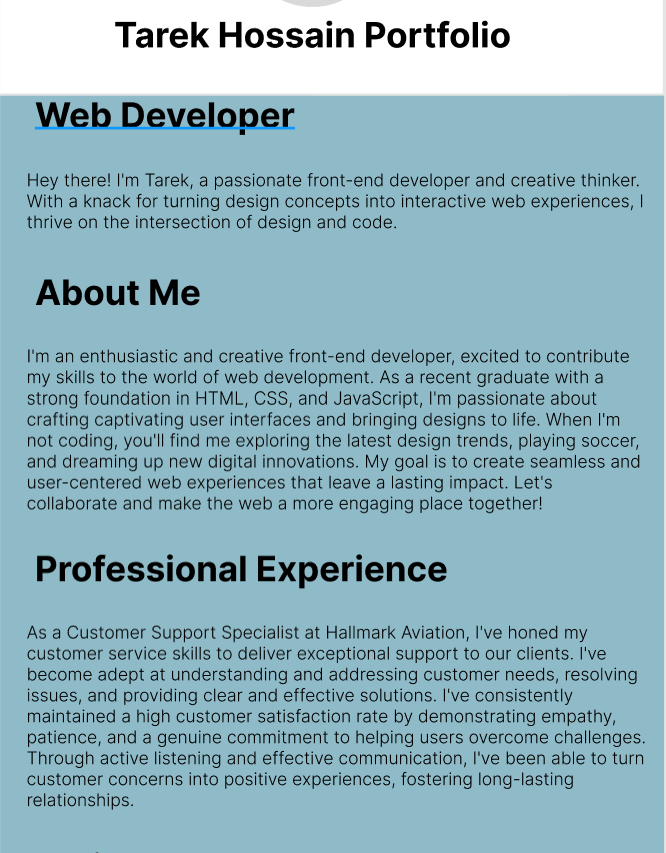 Tarek Hossain Portfolio
Web Developer
Hey there! I'm Tarek, a passionate front-end developer and creative thinker.
With a knack for turning design concepts into interactive web experiences, I
thrive on the intersection of design and code.
About Me
I'm an enthusiastic and creative front-end developer, excited to contribute
my skills to the world of web development. As a recent graduate with a
strong foundation in HTML, CSS, and JavaScript, I'm passionate about
crafting captivating user interfaces and bringing designs to life. When I'm
not coding, you'll find me exploring the latest design trends, playing soccer,
and dreaming up new digital innovations. My goal is to create seamless and
user-centered web experiences that leave a lasting impact. Let's
collaborate and make the web a more engaging place together!
Professional Experience
As a Customer Support Specialist at Hallmark Aviation, I've honed my
customer service skills to deliver exceptional support to our clients. I've
become adept at understanding and addressing customer needs, resolving
issues, and providing clear and effective solutions. I've consistently
maintained a high customer satisfaction rate by demonstrating empathy,
patience, and a genuine commitment to helping users overcome challenges.
Through active listening and effective communication, I've been able to turn
customer concerns into positive experiences, fostering long-lasting
relationships.